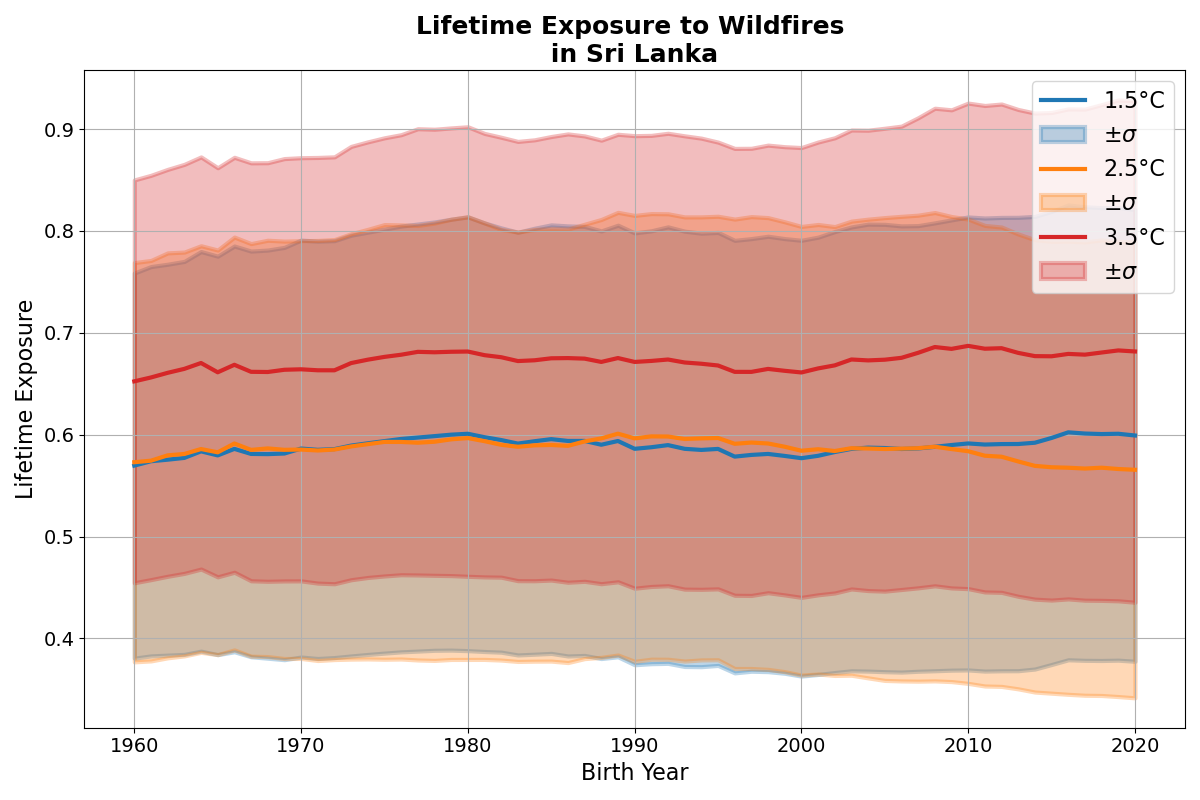 Lifetime Exposure to Wildfires
in Sri Lanka
Lifetime Exposure
0.9
0.8
0.7
0.6
0.5
0.4
1.5°C
±σ
2.5°C
±σ
3.5°C
±σ
1960 1970 1980 1990 2000 2010 2020
Birth Year